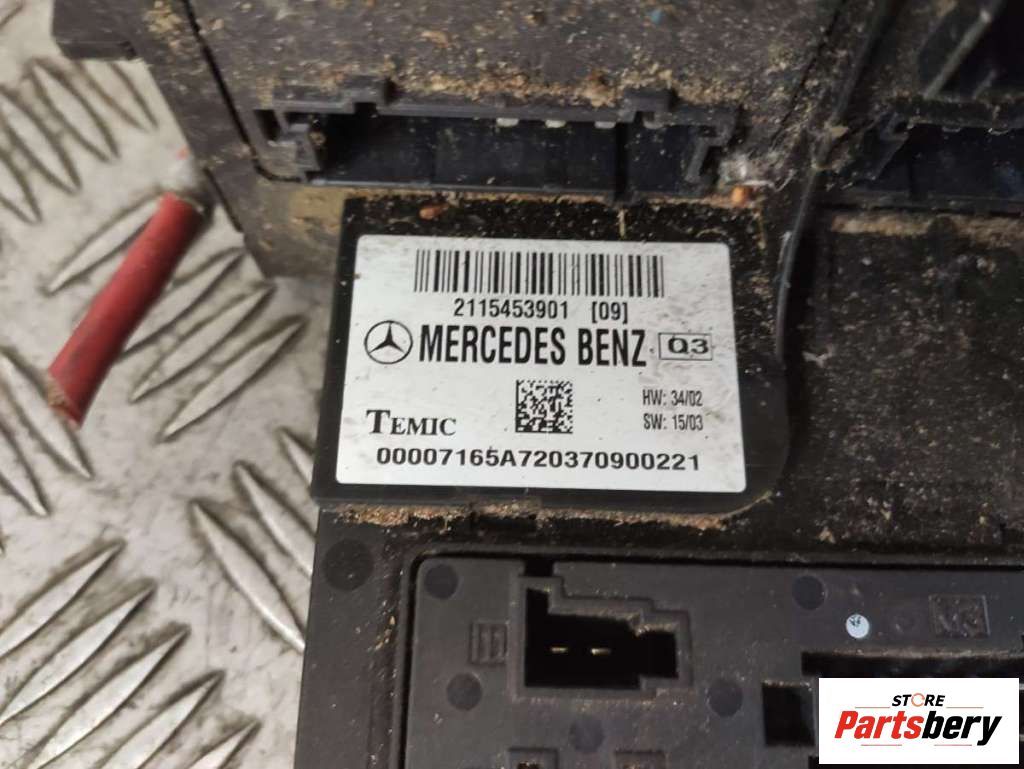 2115453901 [09]
MERCEDES BENZ Q3
HW: 34/02
TEMIC SW: 15/03
00007165A720370900221
STORE
Partsbery